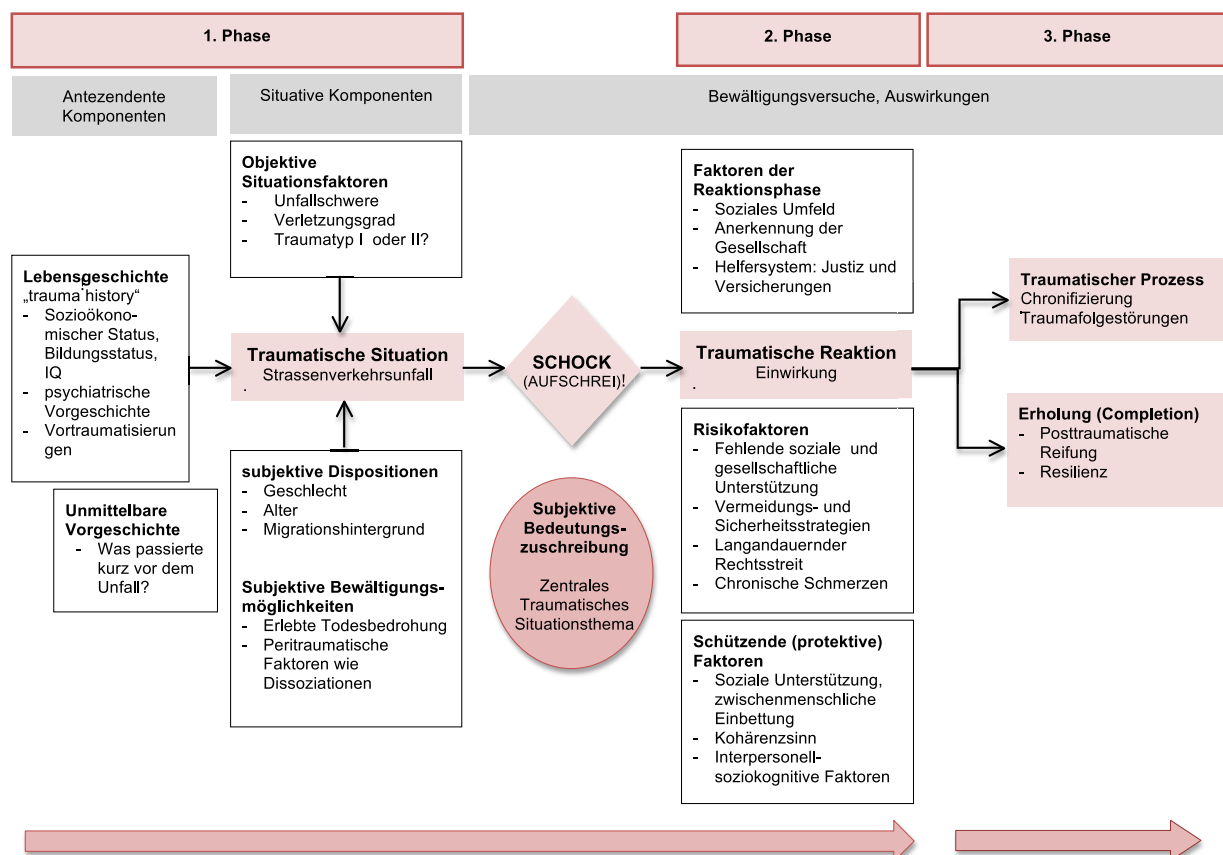 1. Phase
2. Phase
3. Phase
Antezendente
Komponenten
Situative Komponenten
Bewältigungsversuche, Auswirkungen
Lebensgeschichte
„trauma history“
- Sozioökono-
mischer Status,
Bildungsstatus,
IQ
- psychiatrische
Vorgeschichte
- Vortraumatisierun
gen
Unmittelbare
Vorgeschichte
- Was passierte
kurz vor dem
Unfall?
Objektive
Situationsfaktoren
- Unfallschwere
- Verletzungsgrad
- Traumatyp I oder II?
Traumatische Situation
Strassenverkehrsunfall
.
subjektive Dispositionen
- Geschlecht
- Alter
- Migrationshintergrund
Subjektive Bewältigungs-
möglichkeiten
- Erlebte Todesbedrohung
- Peritraumatische
Faktoren wie
Dissoziationen
SCHOCK
(AUFSCHREI)!
Subjektive
Bedeutungs-
zuschreibung
Zentrales
Traumatisches
Situationsthema
Faktoren der
Reaktionsphase
- Soziales Umfeld
- Anerkennung der
Gesellschaft
- Helfersystem: Justiz und
Versicherungen
Traumatische Reaktion
Einwirkung
.
Risikofaktoren
- Fehlende soziale und
gesellschaftliche
Unterstützung
- Vermeidungs- und
Sicherheitsstrategien
- Langandauernder
Rechtsstreit
- Chronische Schmerzen
Schützende (protektive)
Faktoren
- Soziale Unterstützung,
zwischenmenschliche
Einbettung
- Kohärenzsinn
- Interpersonell-
soziokognitive Faktoren
Traumatischer Prozess
Chronifizierung
Traumafolgestörungen
Erholung (Completion)
- Posttraumatische
Reifung
- Resilienz